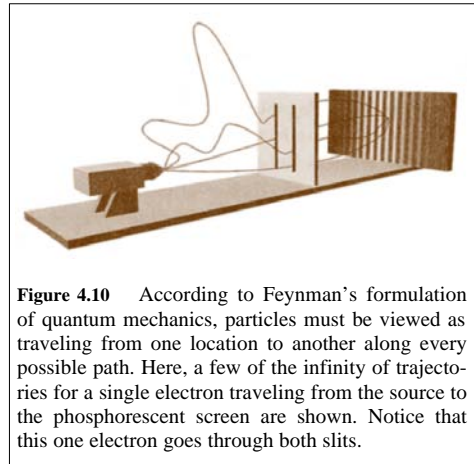 Figure 4.10 According to Feynman's formulation
of quantum mechanics, particles must be viewed as
traveling from one location to another along every
possible path. Here, a few of the infinity of trajecto-
ries for a single electron traveling from the source to
the phosphorescent screen are shown. Notice that
this one electron goes through both slits.